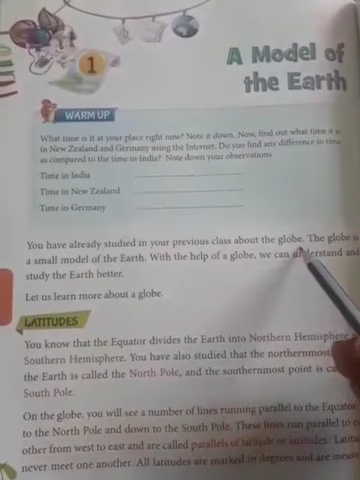 1
A Model of
the Earth
WARM UP
What time is it at your place right now? Note it down. Now, find out what time it is
in New Zealand and Germany using the Internet. Do you find any difference in time
as compared to the time in India? Note down your observations
Time in India
Time in New Zealand
Time in Germany
You have already studied in your previous class about the globe. The globe is
a small model of the Earth. With the help of a globe, we can understand and
study the Earth better.
Let us learn more about a globe.
LATITUDES
You know that the Equator divides the Earth into Northern Hemisphere
Southern Hemisphere. You have also studied that the northernmost
the Earth is called the North Pole, and the southernmost point is
South Pole.
On the globe, you will see a number of lines running parallel to the Equator,
to the North Pole and down to the South Pole. These lines run parallel to
other from west to east and are called parallels of latitude or latitudes.
never meet one another. All latitudes are marked in degrees and are